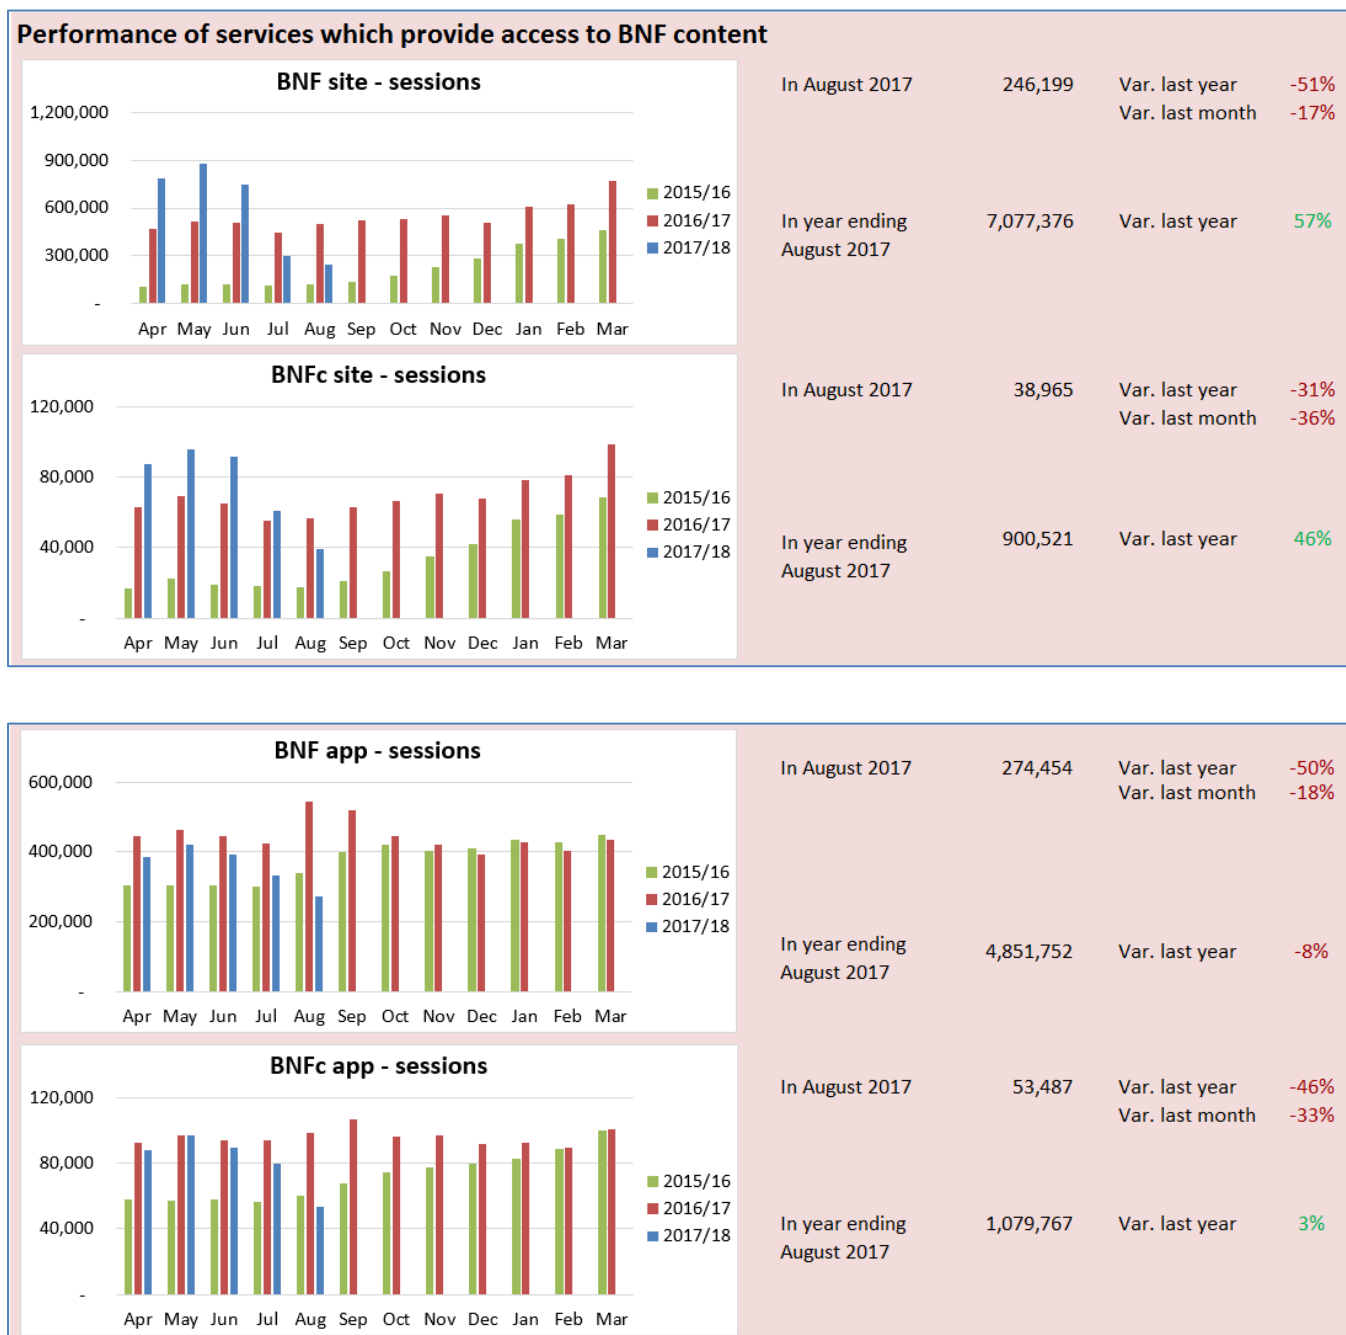 Performance of services which provide access to BNF content
BNF site - sessions
1,200,000
900,000
600,000
300,000
-
Apr May Jun Jul Aug Sep Oct Nov Dec Jan Feb Mar
2015/16
2016/17
2017/18
In August 2017 246,199 Var. last year -51%
Var. last month -17%
In year ending 7,077,376 Var. last year 57%
August 2017
BNFc site - sessions
120,000
80,000
40,000
-
Apr May Jun Jul Aug Sep Oct Nov Dec Jan Feb Mar
2015/16
2016/17
2017/18
In August 2017 38,965 Var. last year -31%
Var. last month -36%
In year ending 900,521 Var. last year 46%
August 2017
BNF app - sessions
600,000
400,000
200,000
-
Apr May Jun Jul Aug Sep Oct Nov Dec Jan Feb Mar
2015/16
2016/17
2017/18
In August 2017 274,454 Var. last year -50%
Var. last month -18%
In year ending 4,851,752 Var. last year -8%
August 2017
BNFc app - sessions
120,000
80,000
40,000
-
Apr May Jun Jul Aug Sep Oct Nov Dec Jan Feb Mar
2015/16
2016/17
2017/18
In August 2017 53,487 Var. last year -46%
Var. last month -33%
In year ending 1,079,767 Var. last year 3%
August 2017